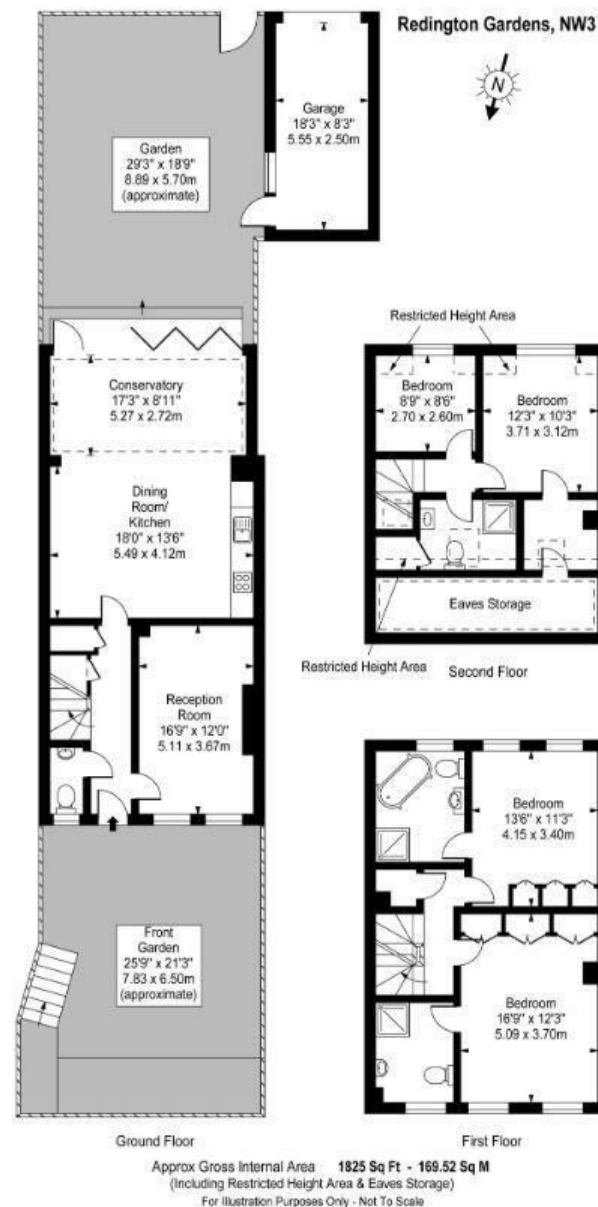 Redington Gardens, NW3
N
Garage
18'3" x 8'3"
5.55 x 2.50m
Garden
29'3" x 18'9"
8.89 x 5.70m
(approximate)
Conservatory
17'3" x 8'11"
5.27 x 2.72m
Dining
Room/
Kitchen
18'0" x 13'6"
5.49 x 4.12m
Reception
Room
16'9" x 12'0"
5.11 x 3.67m
Front
Garden
25'9" x 21'3"
7.83 x 6.50m
(approximate)
Ground Floor
Restricted Height Area
Bedroom
8'9" x 8'6"
2.70 x 2.60m
Bedroom
12'3" x 10'3"
3.71 x 3.12m
Eaves Storage
Restricted Height Area
Second Floor
Bedroom
13'6" x 11'3"
4.15 x 3.40m
Bedroom
16'9" x 12'3"
5.09 x 3.70m
First Floor
Approx Gross Internal Area 1825 Sq Ft - 169.52 Sq M
(Including Restricted Height Area & Eaves Storage)
For Illustration Purposes Only - Not To Scale